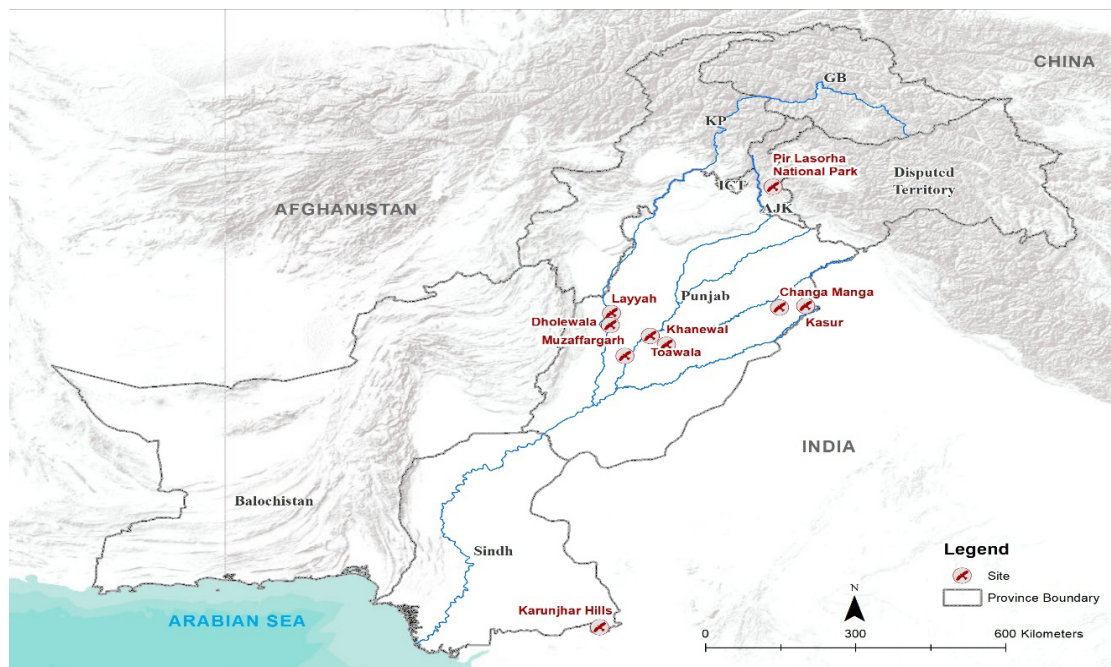 CHINA
GB
KP
Pir Lasorha
National Park
Disputed
Territory
ICT
AJK
AFGHANISTAN
Layyah
Punjab
Changa Manga
Dholewala
Kasur
Khanewal
Muzaffargarh
Toawala
INDIA
Balochistan
Sindh
Karunjhar Hills
ARABIAN SEA
Legend
Site
Province Boundary
N
0 300 600 Kilometers